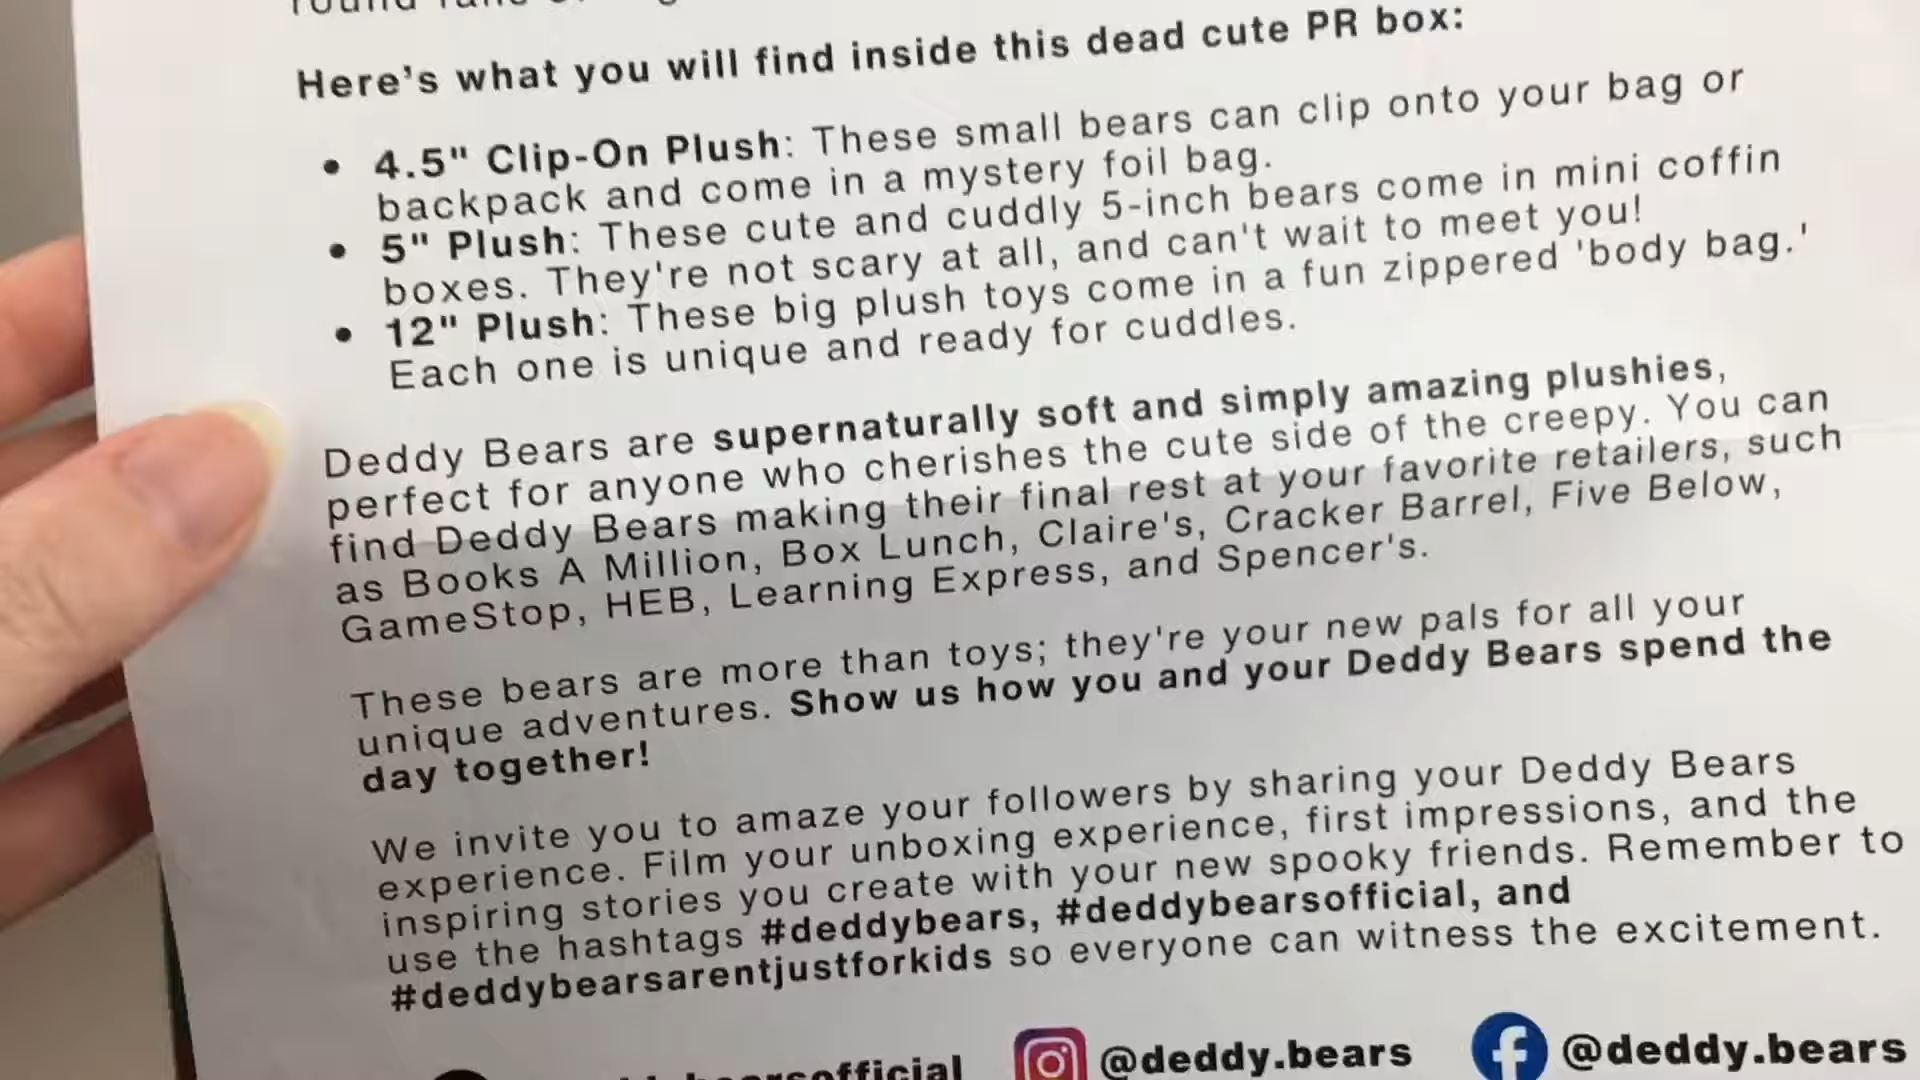 Here's what you will find inside this dead cute PR box:
• 4.5" Clip-On Plush: These small bears can clip onto your bag or
backpack and come in a mystery foil bag.
• 5" Plush: These cute and cuddly 5-inch bears come in mini coffin
boxes. They're not scary at all, and can't wait to meet you!
• 12" Plush: These big plush toys come in a fun zippered 'body bag.'
Each one is unique and ready for cuddles.
Deddy Bears are supernaturally soft and simply amazing plushies,
perfect for anyone who cherishes the cute side of the creepy. You can
find Deddy Bears making their final rest at your favorite retailers, such
as Books A Million, Box Lunch, Claire's, Cracker Barrel, Five Below,
GameStop, HEB, Learning Express, and Spencer's.
These bears are more than toys; they're your new pals for all your
unique adventures. Show us how you and your Deddy Bears spend the
day together!
We invite you to amaze your followers by sharing your Deddy Bears
experience. Film your unboxing experience, first impressions, and the
inspiring stories you create with your new spooky friends. Remember to
use the hashtags #deddybears, #deddybearsofficial, and
#deddybearsarentjustforkids so everyone can witness the excitement.
@deddy.bears @deddy.bears